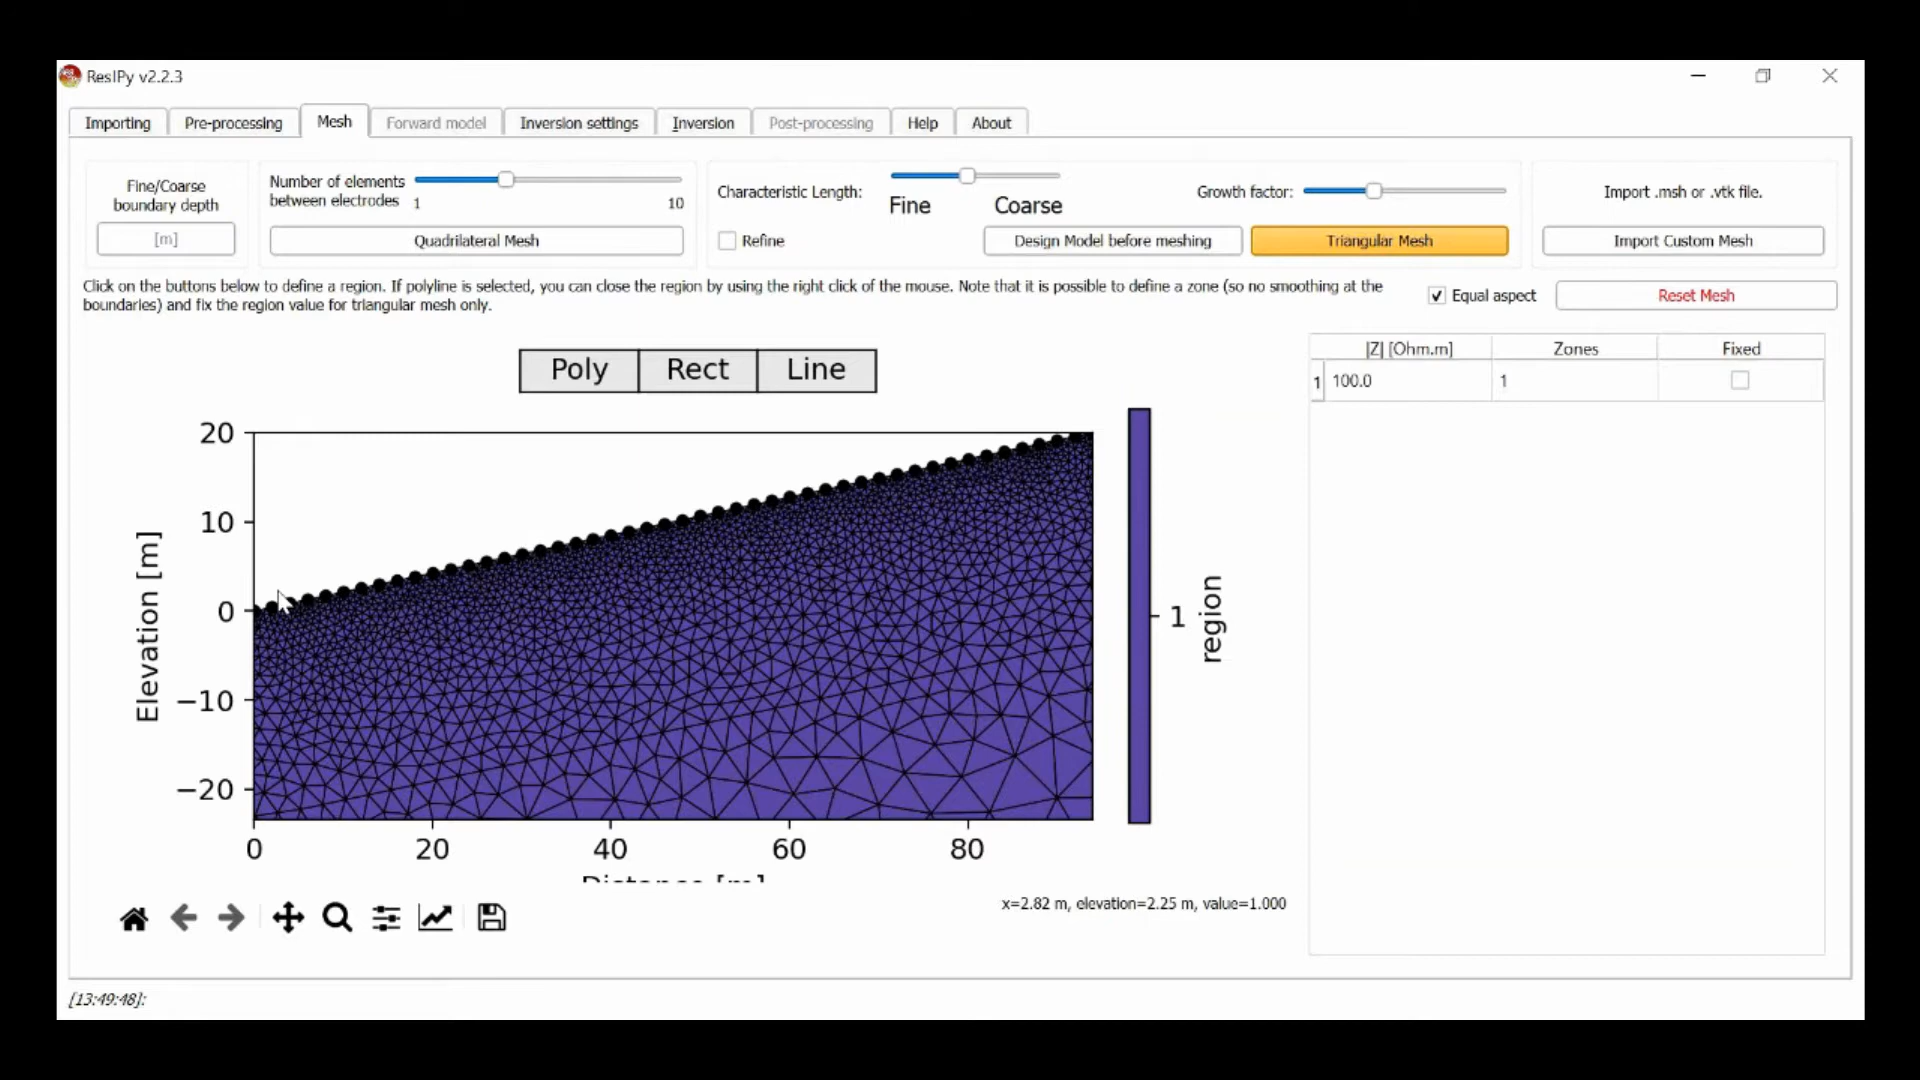 ResIPy v2.2.3
Importing
Pre-processing
Mesh
Forward model
Inversion settings
Inversion
Post-processing
Help
About
Fine/Coarse
boundary depth
[m]
Number of elements
between electrodes
1
10
Quadrilateral Mesh
Characteristic Length:
Fine
Coarse
Growth factor:
Refine
Design Model before meshing
Triangular Mesh
Import .msh or .vtk file.
Import Custom Mesh
Click on the buttons below to define a region. If polyline is selected, you can close the region by using the right click of the mouse. Note that it is possible to define a zone (so no smoothing at the
boundaries) and fix the region value for triangular mesh only.
Equal aspect
Reset Mesh
Poly
Rect
Line
|Z| [Ohm.m]
Zones
Fixed
1
100.0
1
20
10
0
−10
−20
Elevation [m]
0
20
40
60
80
Distance [m]
1
region
x=2.82 m, elevation=2.25 m, value=1.000
[13:49:48]: